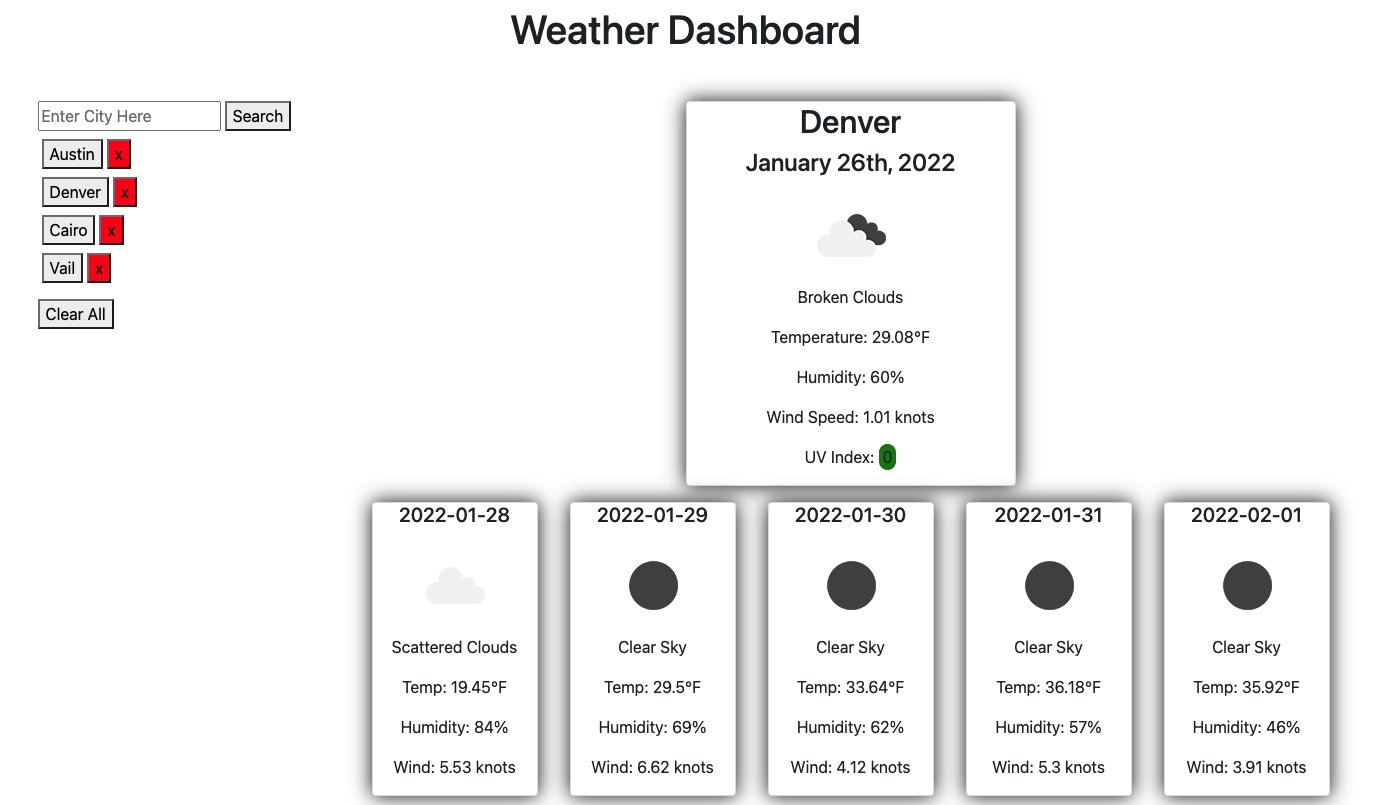 Weather Dashboard
Enter City Here Search
Austin x
Denver x
Cairo x
Vail x
Clear All
Denver
January 26th, 2022
Broken Clouds
Temperature: 29.08°F
Humidity: 60%
Wind Speed: 1.01 knots
UV Index: 0
2022-01-28
Scattered Clouds
Temp: 19.45°F
Humidity: 84%
Wind: 5.53 knots
2022-01-29
Clear Sky
Temp: 29.5°F
Humidity: 69%
Wind: 6.62 knots
2022-01-30
Clear Sky
Temp: 33.64°F
Humidity: 62%
Wind: 4.12 knots
2022-01-31
Clear Sky
Temp: 36.18°F
Humidity: 57%
Wind: 5.3 knots
2022-02-01
Clear Sky
Temp: 35.92°F
Humidity: 46%
Wind: 3.91 knots